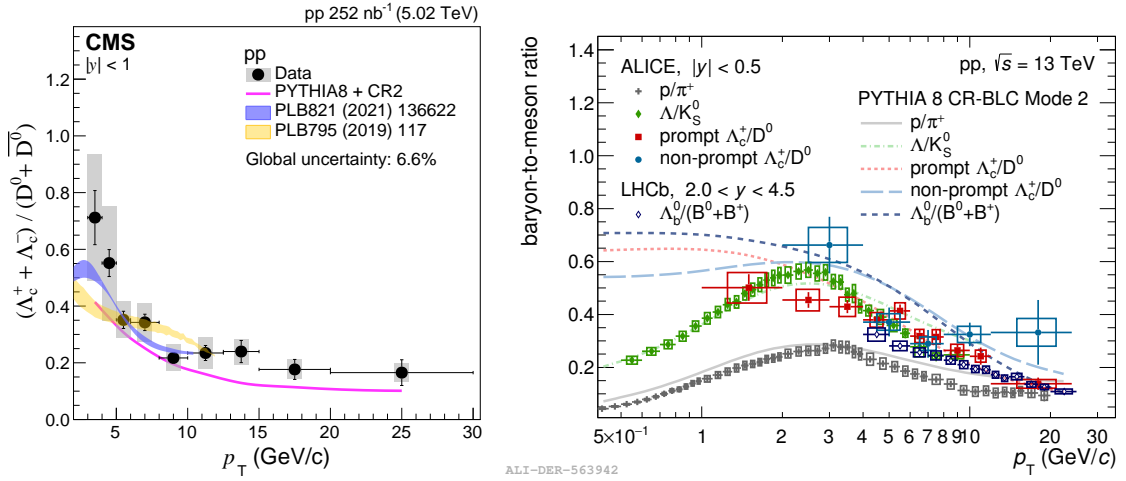 pp 252 nb⁻¹ (5.02 TeV)
CMS
|y| < 1
pp
Data
PYTHIA8 + CR2
PLB821 (2021) 136622
PLB795 (2019) 117
Global uncertainty: 6.6%
(Λc⁺ + Λc⁻) / (D⁰ + D̅⁰)
1.2
1.0
0.8
0.6
0.4
0.2
0.0
5 10 15 20 25 30
pT (GeV/c)
baryon-to-meson ratio
1.4
1.2
1.0
0.8
0.6
0.4
0.2
ALICE, |y| < 0.5
p/π⁺
Λ/K⁰S
prompt Λc⁺/D⁰
non-prompt Λc⁺/D⁰
LHCb, 2.0 < y < 4.5
Λb⁰/(B⁰+B⁺)
pp, √s = 13 TeV
PYTHIA 8 CR-BLC Mode 2
p/π⁺
Λ/K⁰S
prompt Λc⁺/D⁰
non-prompt Λc⁺/D⁰
Λb⁰/(B⁰+B⁺)
5×10⁻¹ 1 2 3 4 5 6 7 8 9 10 20
pT (GeV/c)
ALI-DER-563942